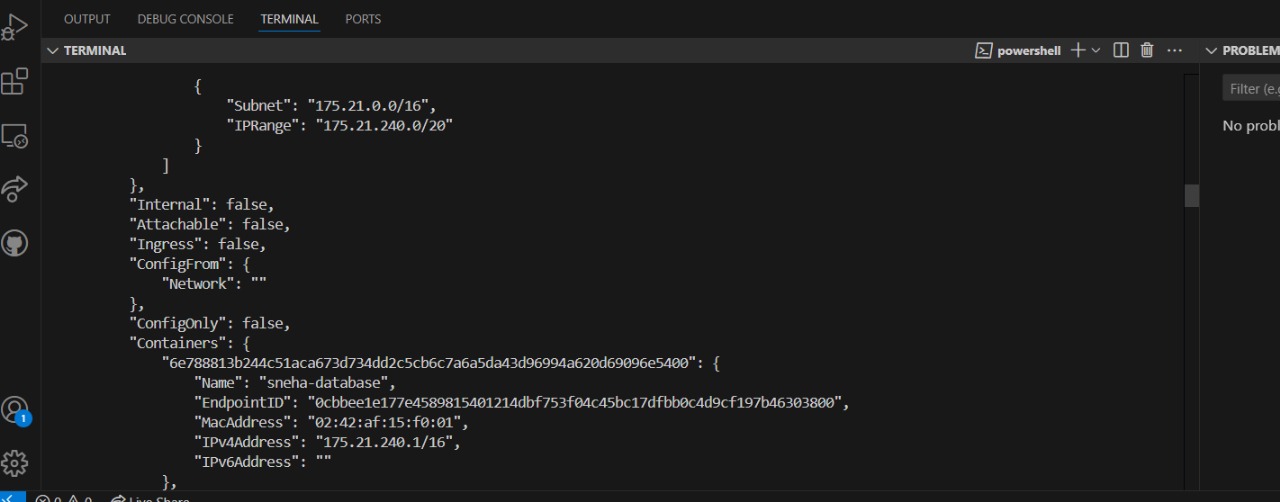 OUTPUT DEBUG CONSOLE TERMINAL PORTS
TERMINAL
powershell
PROBLEM
{
"Subnet": "175.21.0.0/16",
"IPRange": "175.21.240.0/20"
}
]
},
"Internal": false,
"Attachable": false,
"Ingress": false,
"ConfigFrom": {
"Network": ""
},
"ConfigOnly": false,
"Containers": {
"6e788813b244c51aca673d734dd2c5cb6c7a6a5da43d96994a620d69096e5400": {
"Name": "sneha-database",
"EndpointID": "0cbbee1e177e4589815401214dbf753f04c45bc17dfbb0c4d9cf197b46303800",
"MacAddress": "02:42:af:15:f0:01",
"IPv4Address": "175.21.240.1/16",
"IPv6Address": ""
},
Filter (e.g
No probl
1
0 0 Live Share